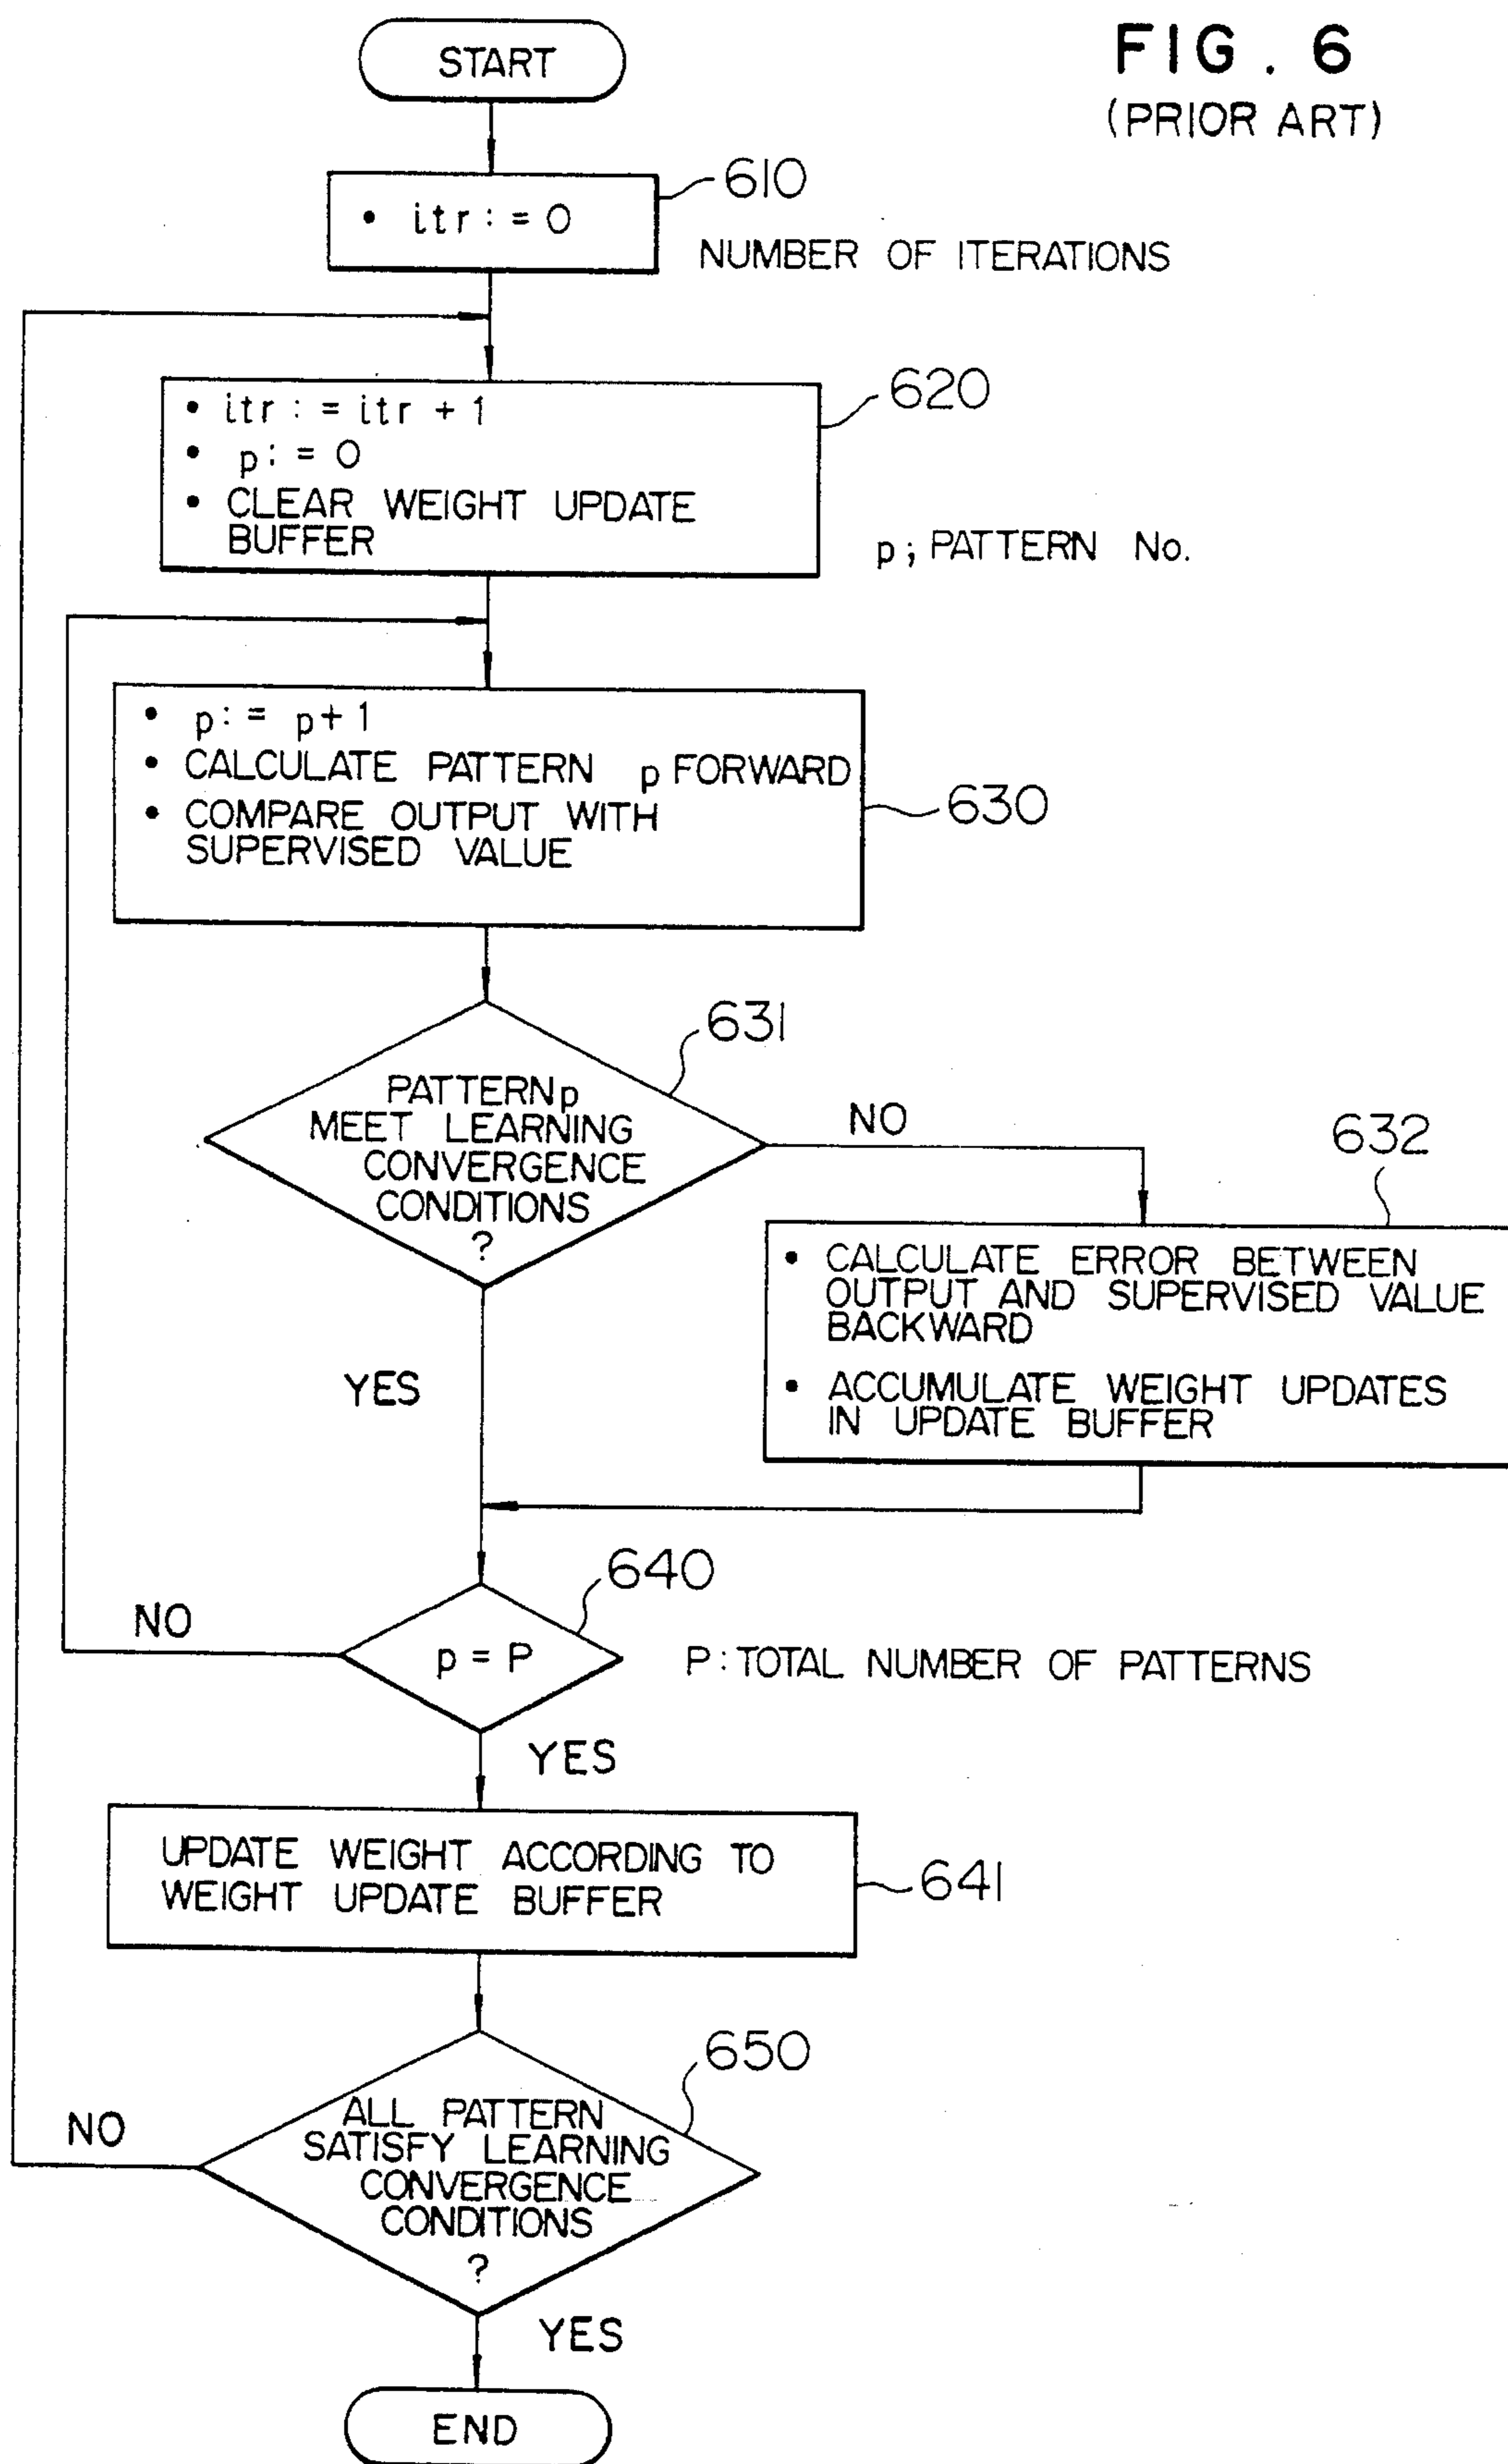 FIG. 6
(PRIOR ART)
START
• itr := 0
610
NUMBER OF ITERATIONS
620
• itr := itr + 1
• p := 0
• CLEAR WEIGHT UPDATE
BUFFER
p ; PATTERN No.
• p := p+1
• CALCULATE PATTERN p FORWARD
• COMPARE OUTPUT WITH
SUPERVISED VALUE
630
631
PATTERN p
MEET LEARNING
CONVERGENCE
CONDITIONS
?
NO
632
• CALCULATE ERROR BETWEEN
OUTPUT AND SUPERVISED VALUE
BACKWARD
• ACCUMULATE WEIGHT UPDATES
IN UPDATE BUFFER
YES
640
NO
p = P
P : TOTAL NUMBER OF PATTERNS
YES
UPDATE WEIGHT ACCORDING TO
WEIGHT UPDATE BUFFER
641
650
ALL PATTERN
SATISFY LEARNING
CONVERGENCE
CONDITIONS
?
NO
YES
END